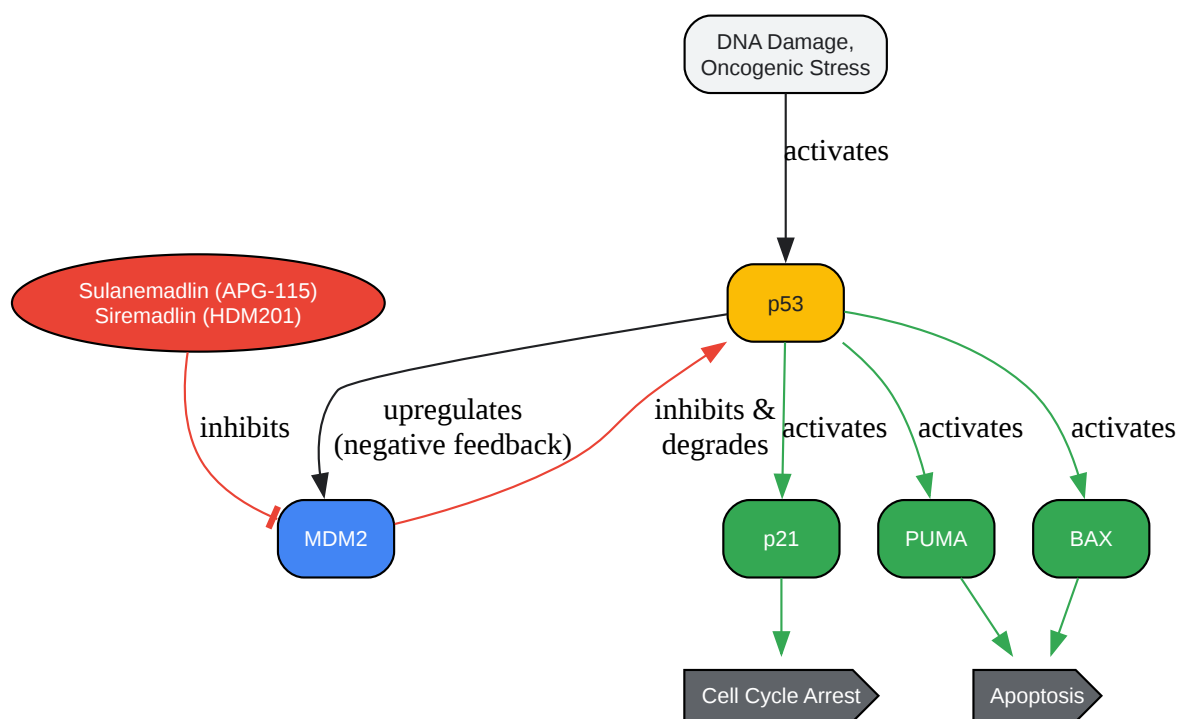 DNA Damage,
Oncogenic Stress
activates
Sulanemadlin (APG-115)
Siremadlin (HDM201)
p53
inhibits
upregulates
(negative feedback)
inhibits &
degrades
activates
activates
activates
MDM2
p21
PUMA
BAX
Cell Cycle Arrest
Apoptosis